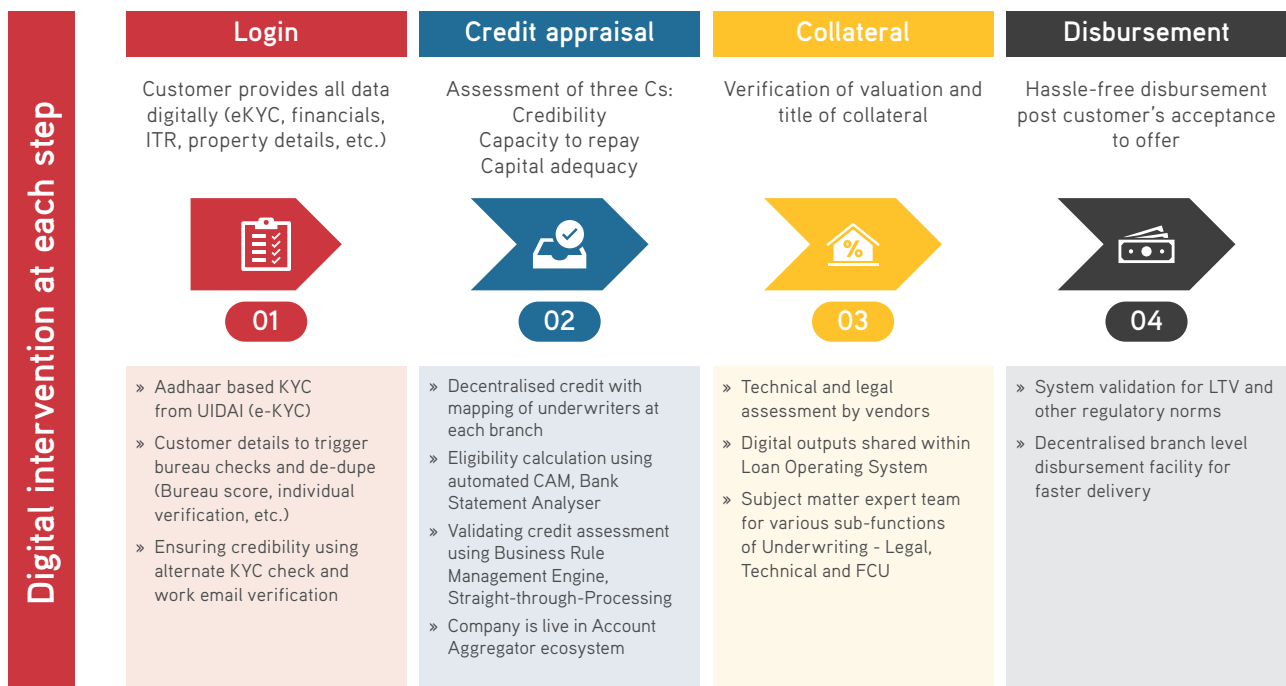 Digital intervention at each step
Login
Customer provides all data
digitally (eKYC, financials,
ITR, property details, etc.)
01
» Aadhaar based KYC
from UIDAI (e-KYC)
» Customer details to trigger
bureau checks and de-dupe
(Bureau score, individual
verification, etc.)
» Ensuring credibility using
alternate KYC check and
work email verification
Credit appraisal
Assessment of three Cs:
Credibility
Capacity to repay
Capital adequacy
02
» Decentralised credit with
mapping of underwriters at
each branch
» Eligibility calculation using
automated CAM, Bank
Statement Analyser
» Validating credit assessment
using Business Rule
Management Engine,
Straight-through-Processing
» Company is live in Account
Aggregator ecosystem
Collateral
Verification of valuation and
title of collateral
%
03
» Technical and legal
assessment by vendors
» Digital outputs shared within
Loan Operating System
» Subject matter expert team
for various sub-functions
of Underwriting - Legal,
Technical and FCU
Disbursement
Hassle-free disbursement
post customer’s acceptance
to offer
04
» System validation for LTV and
other regulatory norms
» Decentralised branch level
disbursement facility for
faster delivery